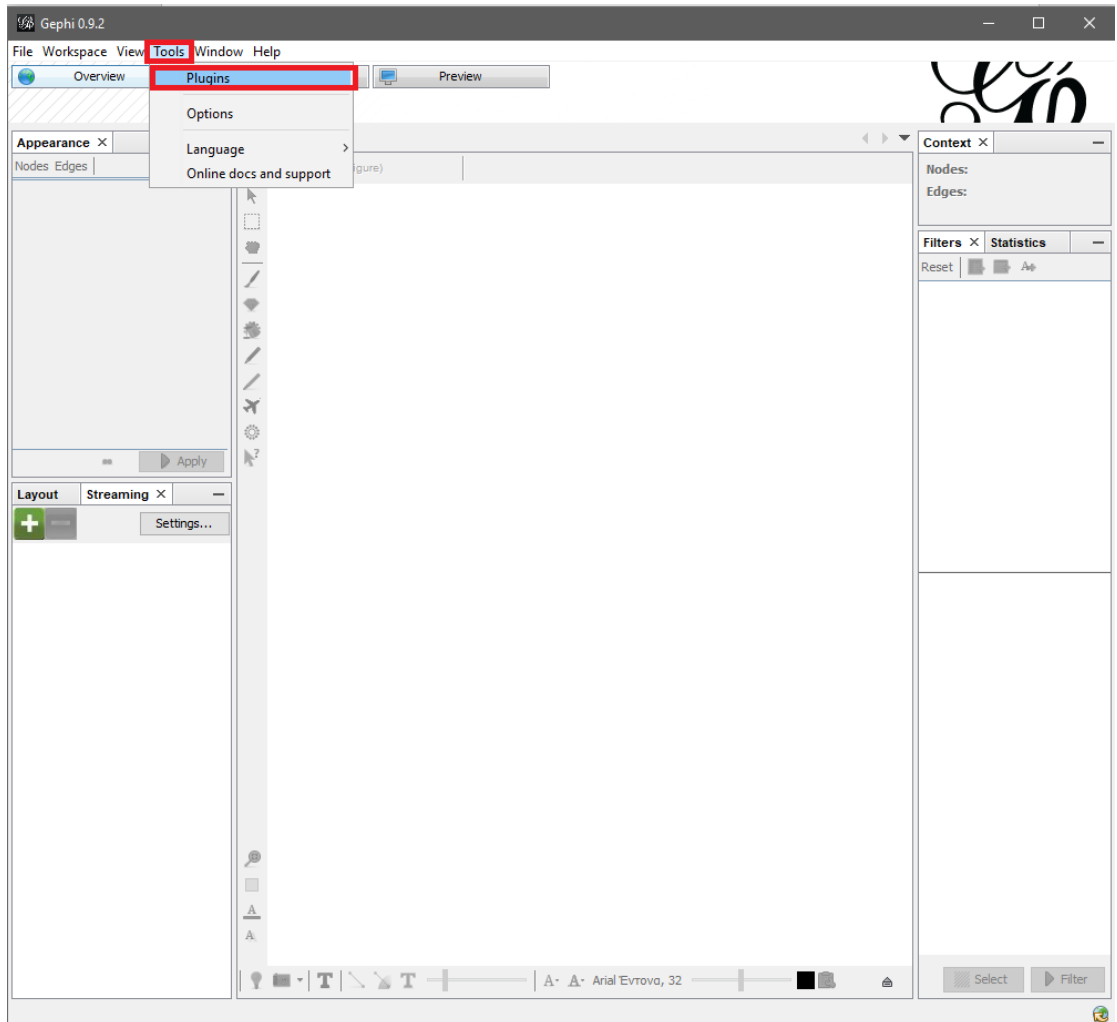 Gephi 0.9.2
File Workspace View Tools Window Help
Overview
Plugins
Preview
Options
Language
Online docs and support
Appearance
Nodes Edges
igure)
Context
Nodes:
Edges:
Filters Statistics
Reset
Apply
Layout Streaming
Settings...
T T A- A- Arial Έντονα, 32
Select Filter